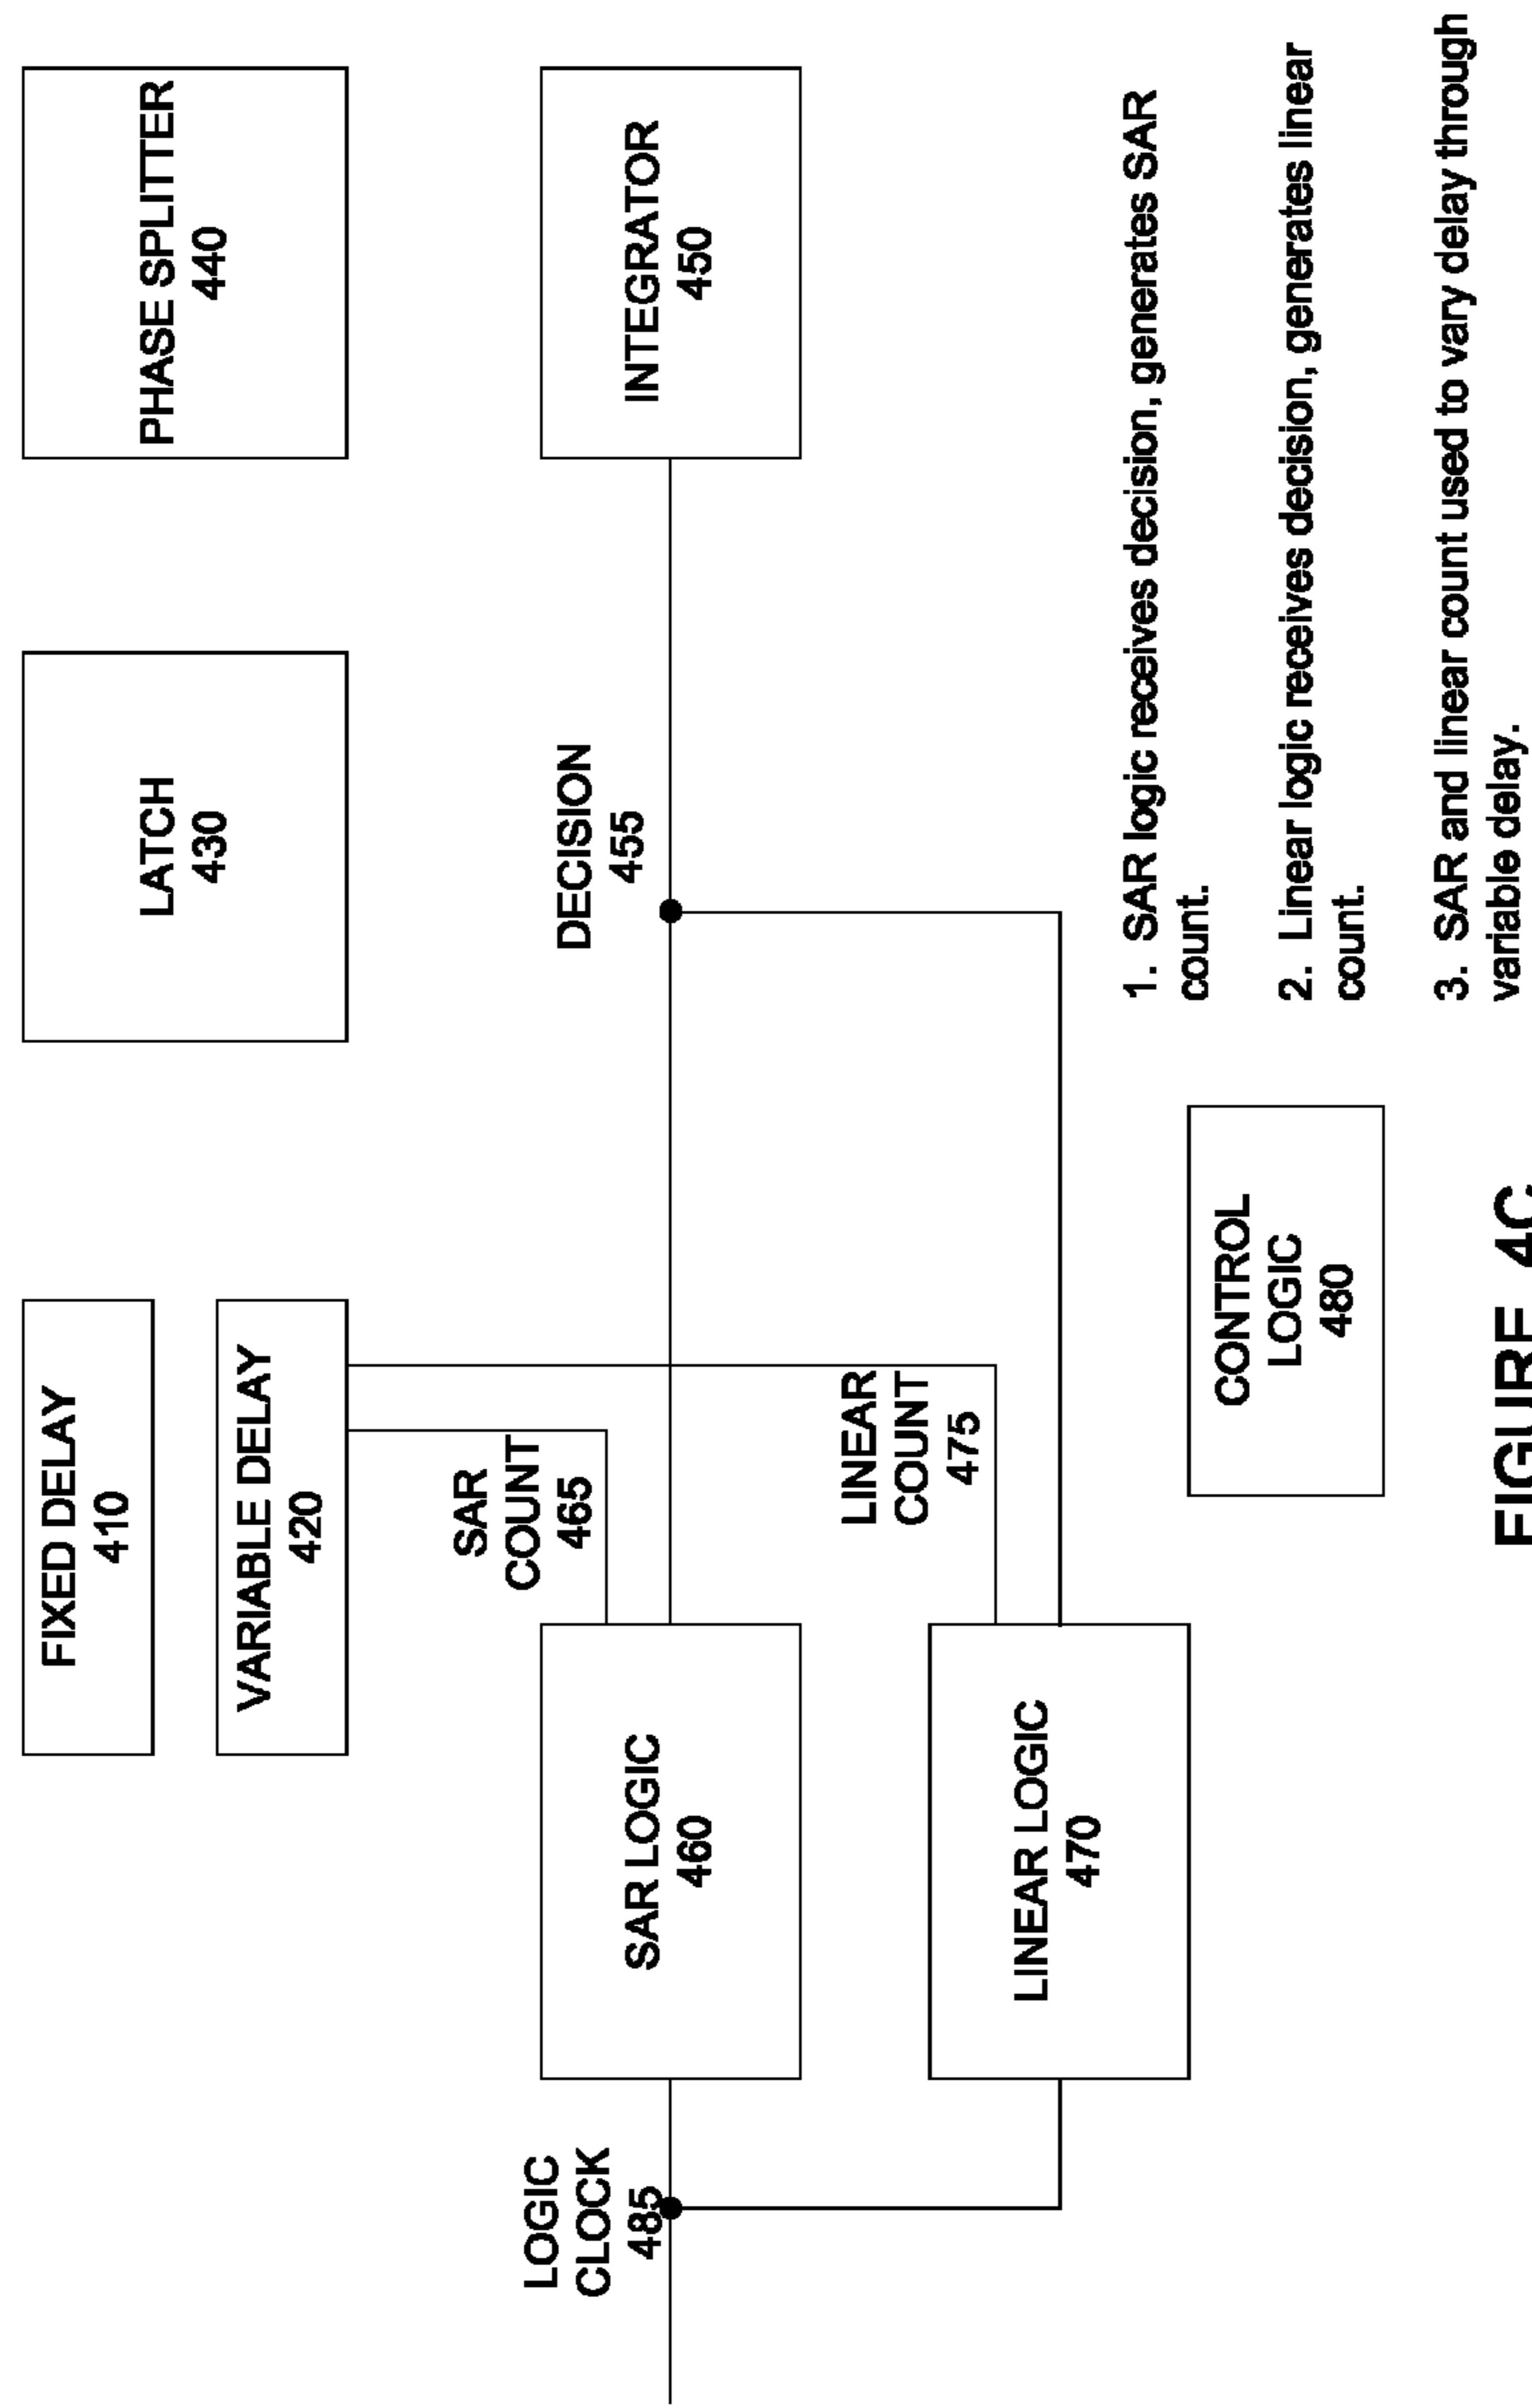 FIXED DELAY
410
VARIABLE DELAY
420
LATCH
430
PHASE SPLITTER
440
SAR
COUNT
465
DECISION
455
LOGIC
CLOCK
485
SAR LOGIC
460
INTEGRATOR
450
LINEAR
COUNT
475
LINEAR LOGIC
470
CONTROL
LOGIC
480
1. SAR logic receives decision, generates SAR
count.
2. Linear logic receives decision, generates linear
count.
3. SAR and linear count used to vary delay through
variable delay.
FIGURE 4C